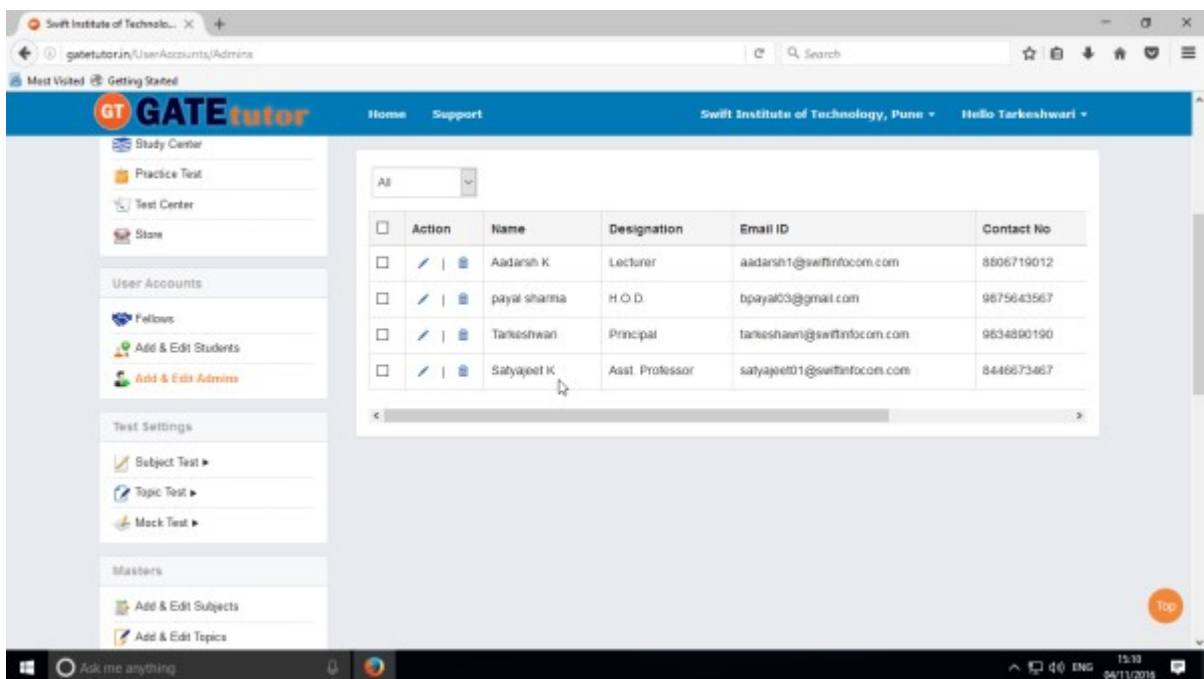 Swift Institute of Technolo...
gatetutor.in/UserAccounts/Admins
Search
Most Visited Getting Started
GT GATEtutor
Home Support Swift Institute of Technology, Pune Hello Tarkeshwari
Study Center
Practice Test
Test Center
Store
User Accounts
Fellows
Add & Edit Students
Add & Edit Admins
Test Settings
Subject Test
Topic Test
Mock Test
Masters
Add & Edit Subjects
Add & Edit Topics
All
Action Name Designation Email ID Contact No
Aadarsh K Lecturer aadarsh1@swiftinfocom.com 8806719012
payal sharma H.O.D. bpayal03@gmail.com 9875643567
Tarkeshwari Principal tarkeshawri@swiftinfocom.com 9834890190
Satyajeet K Asst. Professor satyajeet01@swiftinfocom.com 8446673467
Top
Ask me anything
ENG 15:10
04/11/2016